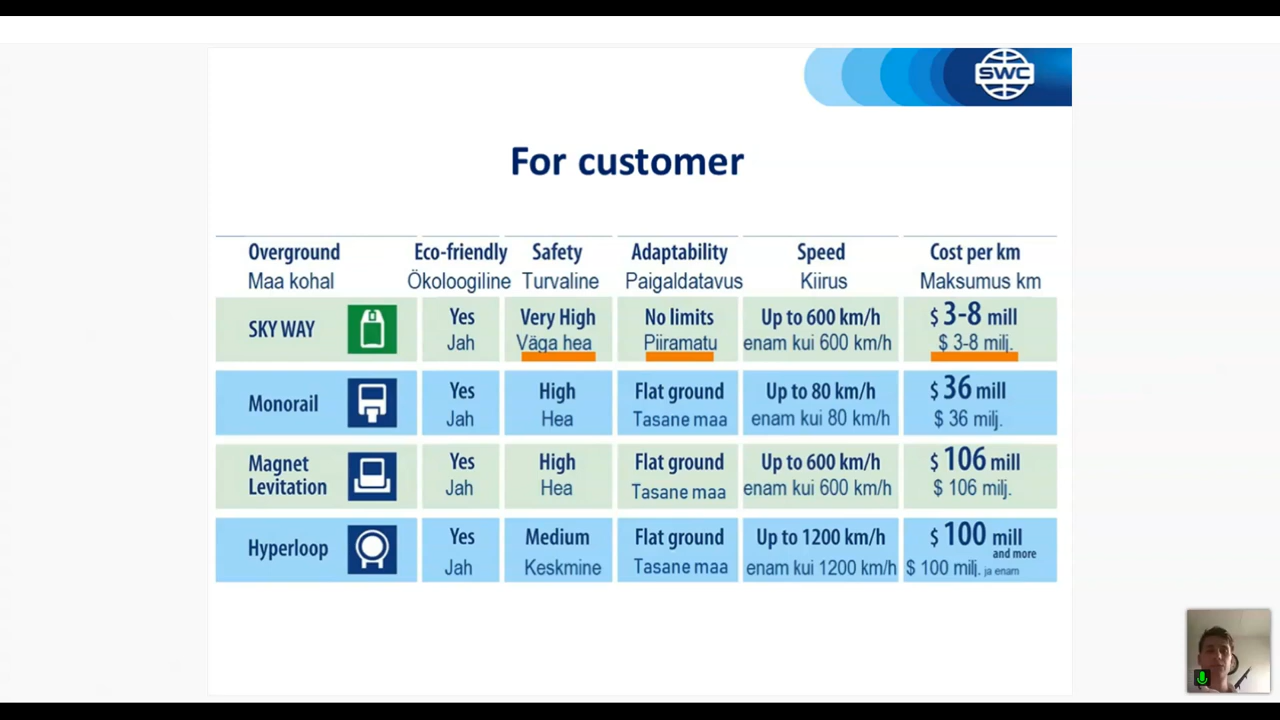 SWC
For customer
Overground Eco-friendly Safety Adaptability Speed Cost per km
Maa kohal Ökoloogiline Turvaline Paigaldatavus Kiirus Maksumus km
SKY WAY
Yes Very High No limits Up to 600 km/h $ 3-8 mill
Jah Väga hea Piiramatu enam kui 600 km/h $ 3-8 milj.
Monorail
Yes High Flat ground Up to 80 km/h $ 36 mill
Jah Hea Tasane maa enam kui 80 km/h $ 36 milj.
Magnet
Levitation
Yes High Flat ground Up to 600 km/h $ 106 mill
Jah Hea Tasane maa enam kui 600 km/h $ 106 milj.
Hyperloop
Yes Medium Flat ground Up to 1200 km/h $ 100 mill
and more
Jah Keskmine Tasane maa enam kui 1200 km/h $ 100 milj. ja enam